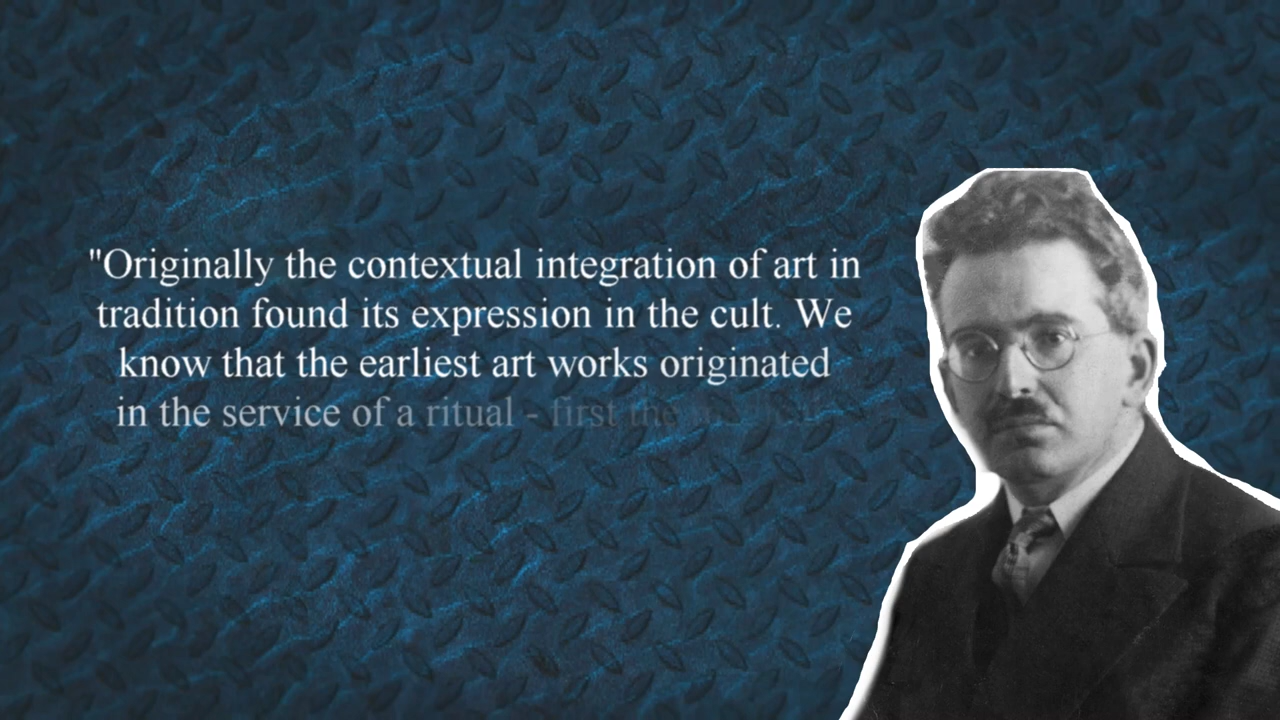 "Originally the contextual integration of art in
tradition found its expression in the cult. We
know that the earliest art works originated
in the service of a ritual - first the